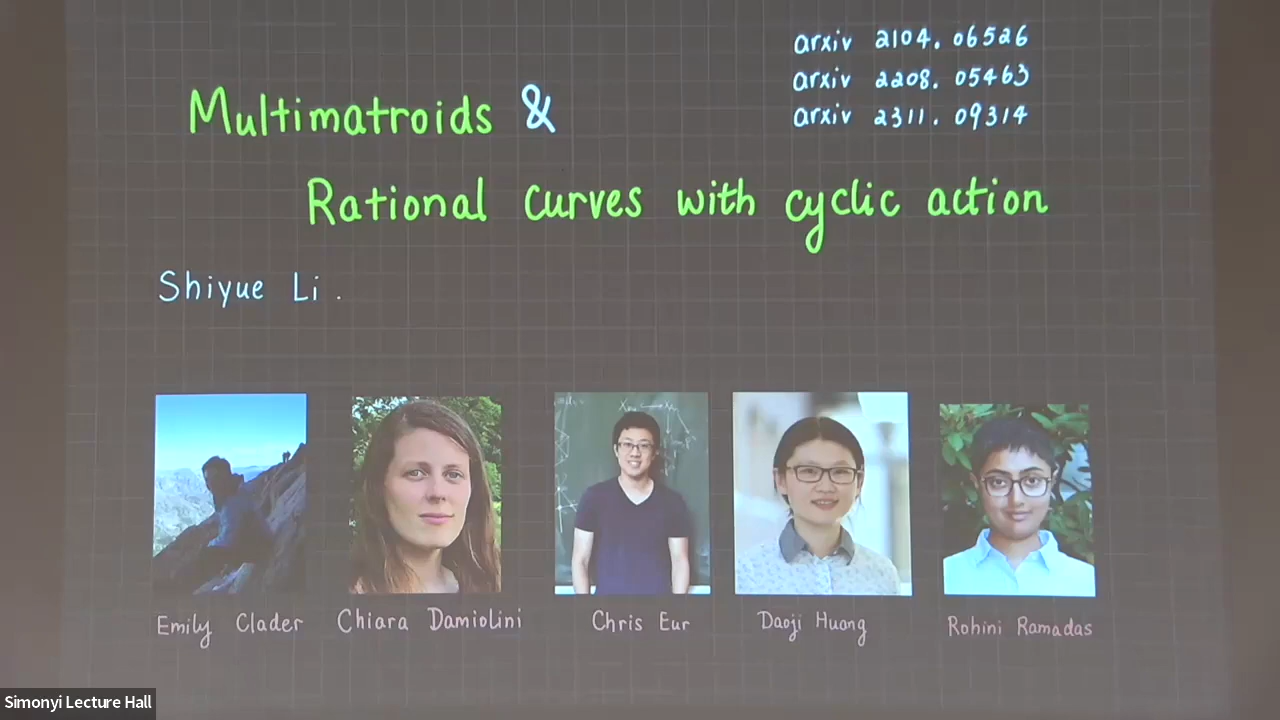 arxiv 2104.06526
arxiv 2208.05463
arxiv 2311.09314
Multimatroids &
Rational curves with cyclic action
Shiyue Li.
Emily Clader
Chiara Damiolini
Chris Eur
Daoji Huang
Rohini Ramadas
Simonyi Lecture Hall